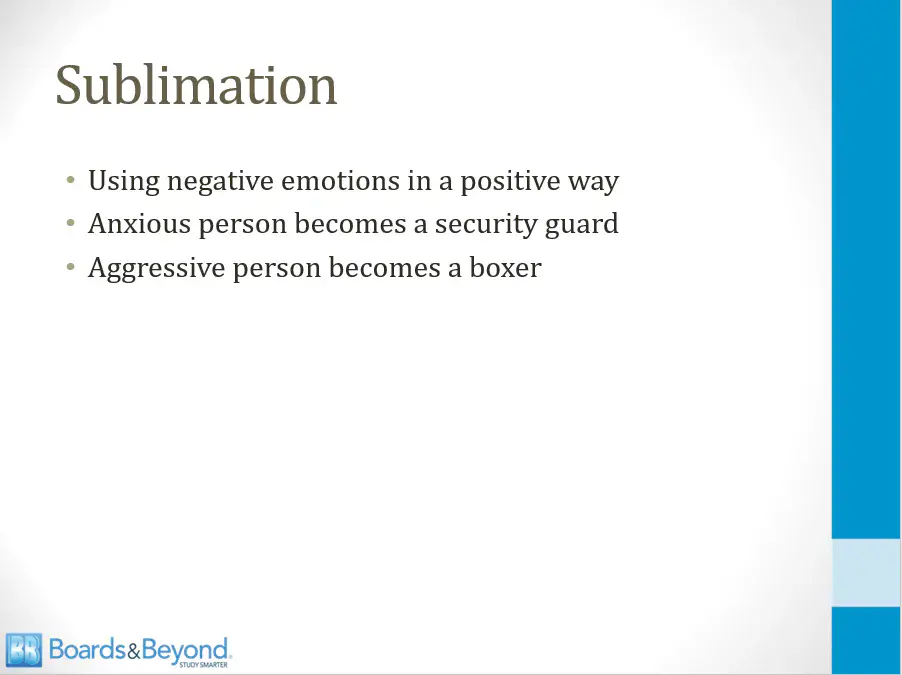 Sublimation
• Using negative emotions in a positive way
• Anxious person becomes a security guard
• Aggressive person becomes a boxer
BB Boards&Beyond.
STUDY SMARTER